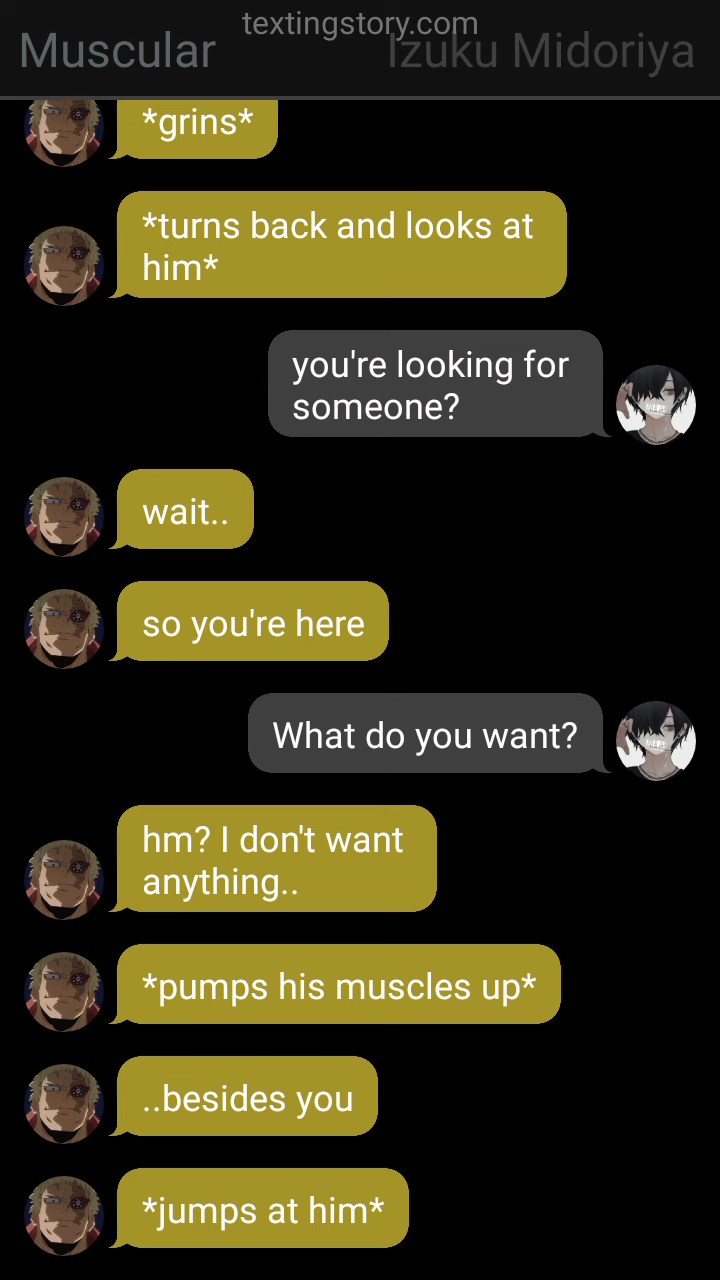 textingstory.com
Muscular
Izuku Midoriya
*grins*
*turns back and looks at
him*
you're looking for
someone?
wait..
so you're here
What do you want?
hm? I don't want
anything..
*pumps his muscles up*
..besides you
*jumps at him*